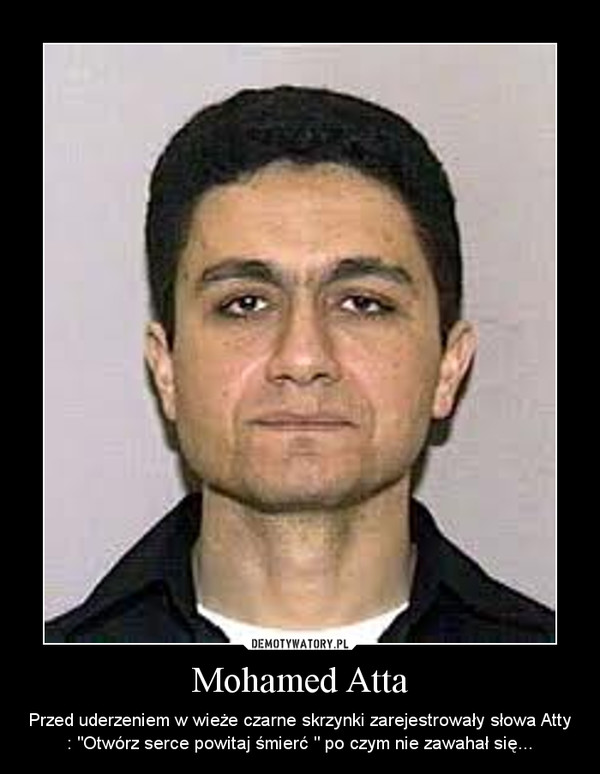 DEMOTYWATORY.PL
Mohamed Atta
Przed uderzeniem w wieże czarne skrzynki zarejestrowały słowa Atty
: "Otwórz serce powitaj śmierć " po czym nie zawahał się...